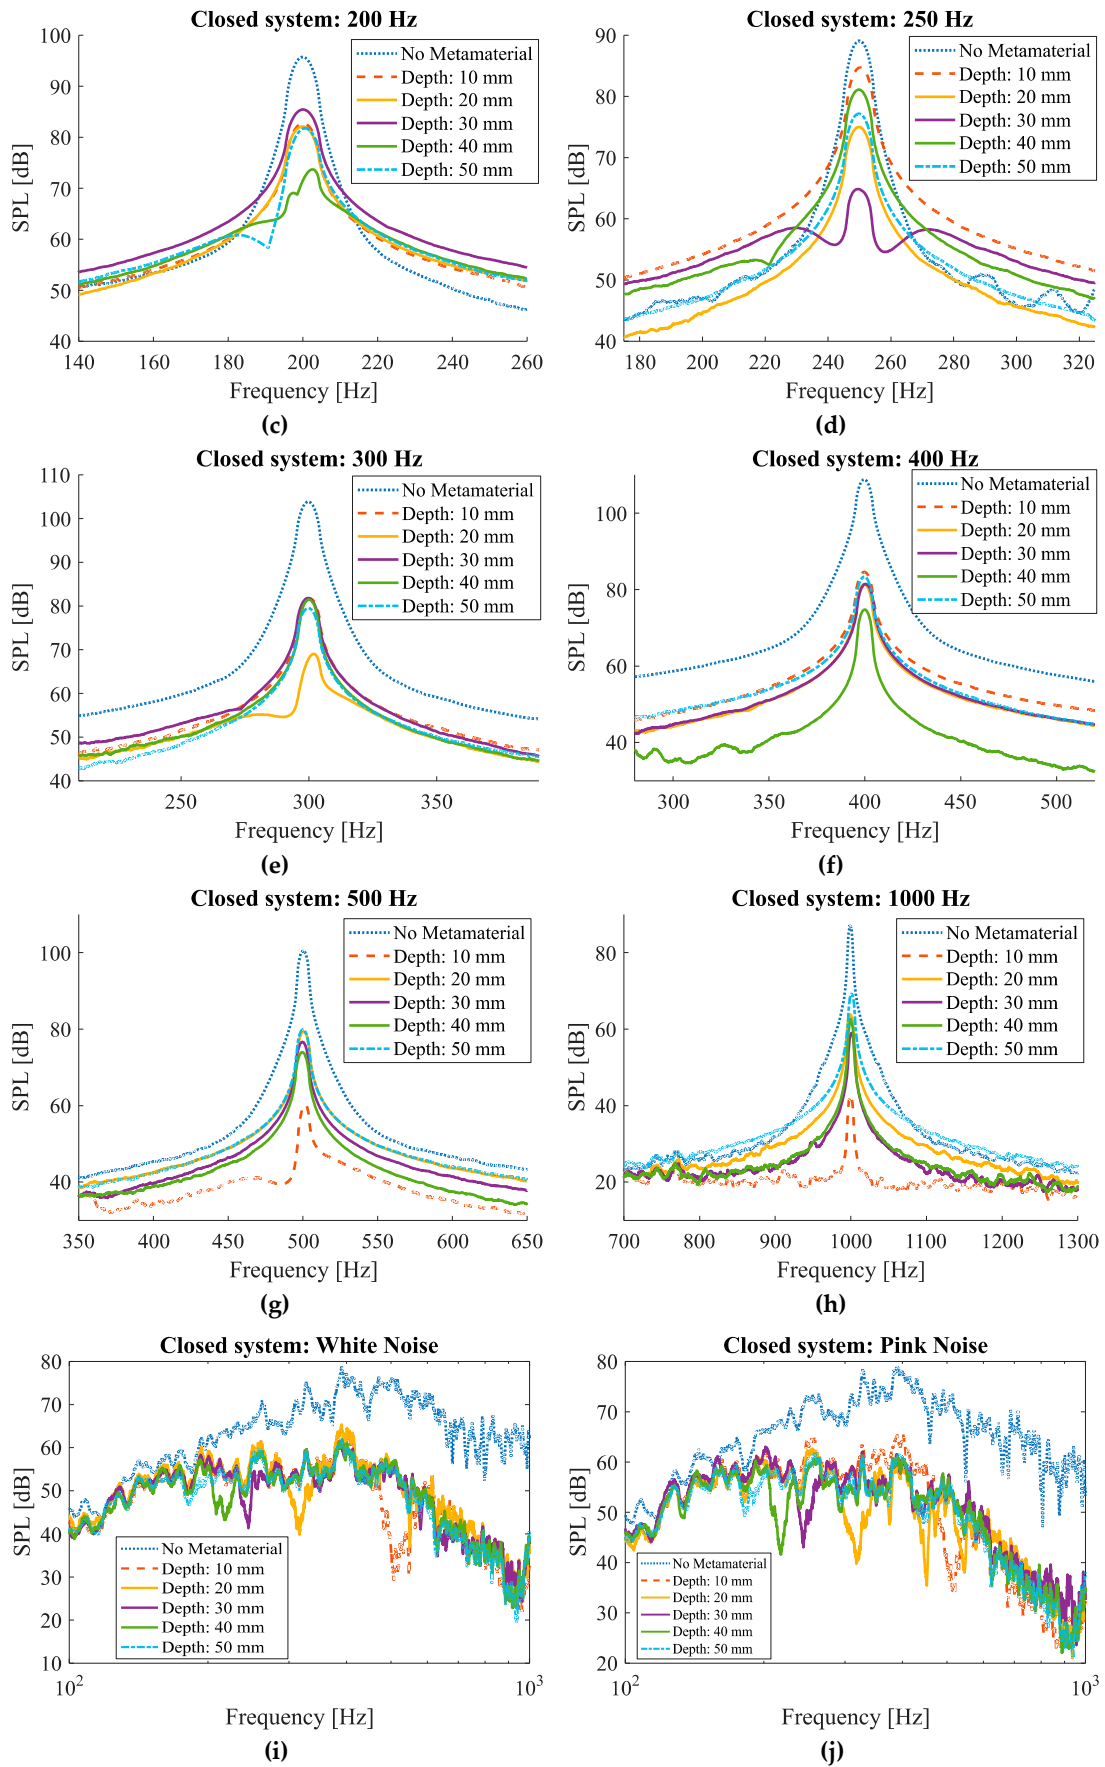 Closed system: 200 Hz
SPL [dB]
100
90
80
70
60
50
40
No Metamaterial
Depth: 10 mm
Depth: 20 mm
Depth: 30 mm
Depth: 40 mm
Depth: 50 mm
140 160 180 200 220 240 260
Frequency [Hz]
(c)
Closed system: 250 Hz
SPL [dB]
90
80
70
60
50
40
No Metamaterial
Depth: 10 mm
Depth: 20 mm
Depth: 30 mm
Depth: 40 mm
Depth: 50 mm
180 200 220 240 260 280 300 320
Frequency [Hz]
(d)
Closed system: 300 Hz
SPL [dB]
110
100
90
80
70
60
50
40
No Metamaterial
Depth: 10 mm
Depth: 20 mm
Depth: 30 mm
Depth: 40 mm
Depth: 50 mm
250 300 350
Frequency [Hz]
(e)
Closed system: 400 Hz
SPL [dB]
100
80
60
40
No Metamaterial
Depth: 10 mm
Depth: 20 mm
Depth: 30 mm
Depth: 40 mm
Depth: 50 mm
300 350 400 450 500
Frequency [Hz]
(f)
Closed system: 500 Hz
SPL [dB]
100
80
60
40
No Metamaterial
Depth: 10 mm
Depth: 20 mm
Depth: 30 mm
Depth: 40 mm
Depth: 50 mm
350 400 450 500 550 600 650
Frequency [Hz]
(g)
Closed system: 1000 Hz
SPL [dB]
80
60
40
20
No Metamaterial
Depth: 10 mm
Depth: 20 mm
Depth: 30 mm
Depth: 40 mm
Depth: 50 mm
700 800 900 1000 1100 1200 1300
Frequency [Hz]
(h)
Closed system: White Noise
SPL [dB]
80
70
60
50
40
30
20
10
No Metamaterial
Depth: 10 mm
Depth: 20 mm
Depth: 30 mm
Depth: 40 mm
Depth: 50 mm
10² 10³
Frequency [Hz]
(i)
Closed system: Pink Noise
SPL [dB]
80
70
60
50
40
30
20
No Metamaterial
Depth: 10 mm
Depth: 20 mm
Depth: 30 mm
Depth: 40 mm
Depth: 50 mm
10² 10³
Frequency [Hz]
(j)